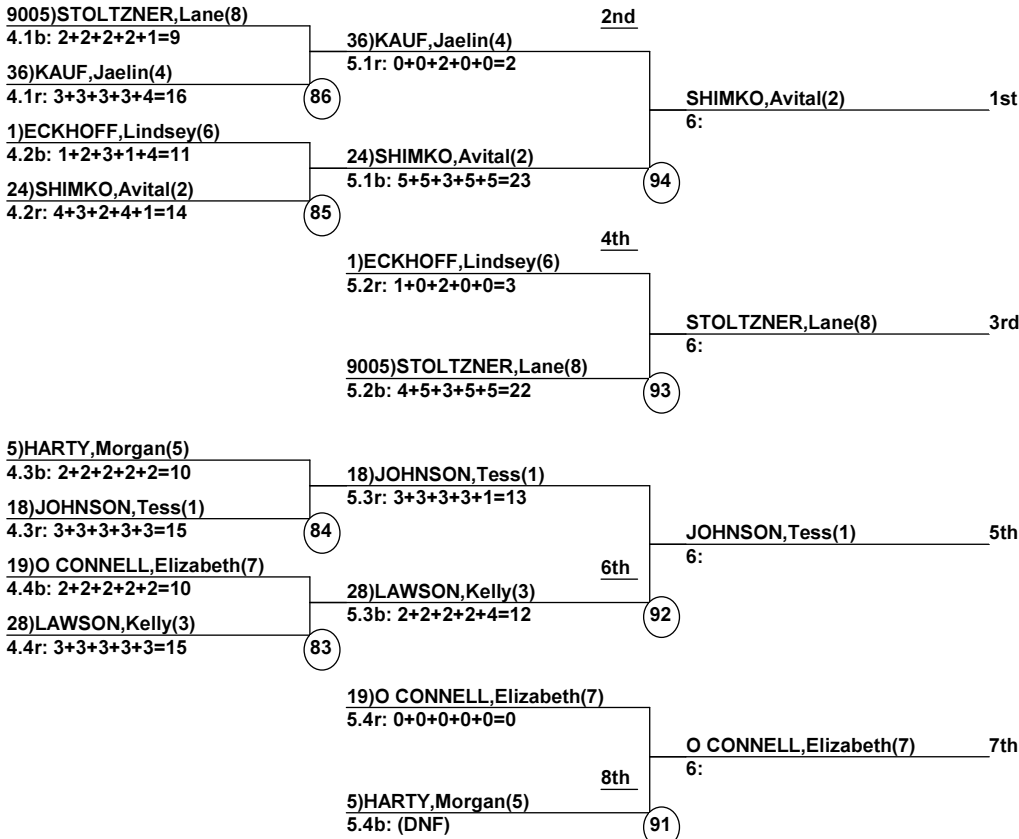 9005)STOLTZNER,Lane(8)
4.1b: 2+2+2+2+1=9
36)KAUF,Jaelin(4)
4.1r: 3+3+3+3+4=16
86
1)ECKHOFF,Lindsey(6)
4.2b: 1+2+3+1+4=11
24)SHIMKO,Avital(2)
4.2r: 4+3+2+4+1=14
85
2nd
36)KAUF,Jaelin(4)
5.1r: 0+0+2+0+0=2
24)SHIMKO,Avital(2)
5.1b: 5+5+3+5+5=23
94
SHIMKO,Avital(2) 1st
6:
4th
1)ECKHOFF,Lindsey(6)
5.2r: 1+0+2+0+0=3
9005)STOLTZNER,Lane(8)
5.2b: 4+5+3+5+5=22
93
STOLTZNER,Lane(8) 3rd
6:
5)HARTY,Morgan(5)
4.3b: 2+2+2+2+2=10
18)JOHNSON,Tess(1)
4.3r: 3+3+3+3+3=15
84
19)O CONNELL,Elizabeth(7)
4.4b: 2+2+2+2+2=10
28)LAWSON,Kelly(3)
4.4r: 3+3+3+3+3=15
83
18)JOHNSON,Tess(1)
5.3r: 3+3+3+3+1=13
6th
28)LAWSON,Kelly(3)
5.3b: 2+2+2+2+4=12
92
JOHNSON,Tess(1) 5th
6:
19)O CONNELL,Elizabeth(7)
5.4r: 0+0+0+0+0=0
8th
5)HARTY,Morgan(5)
5.4b: (DNF)
91
O CONNELL,Elizabeth(7) 7th
6: